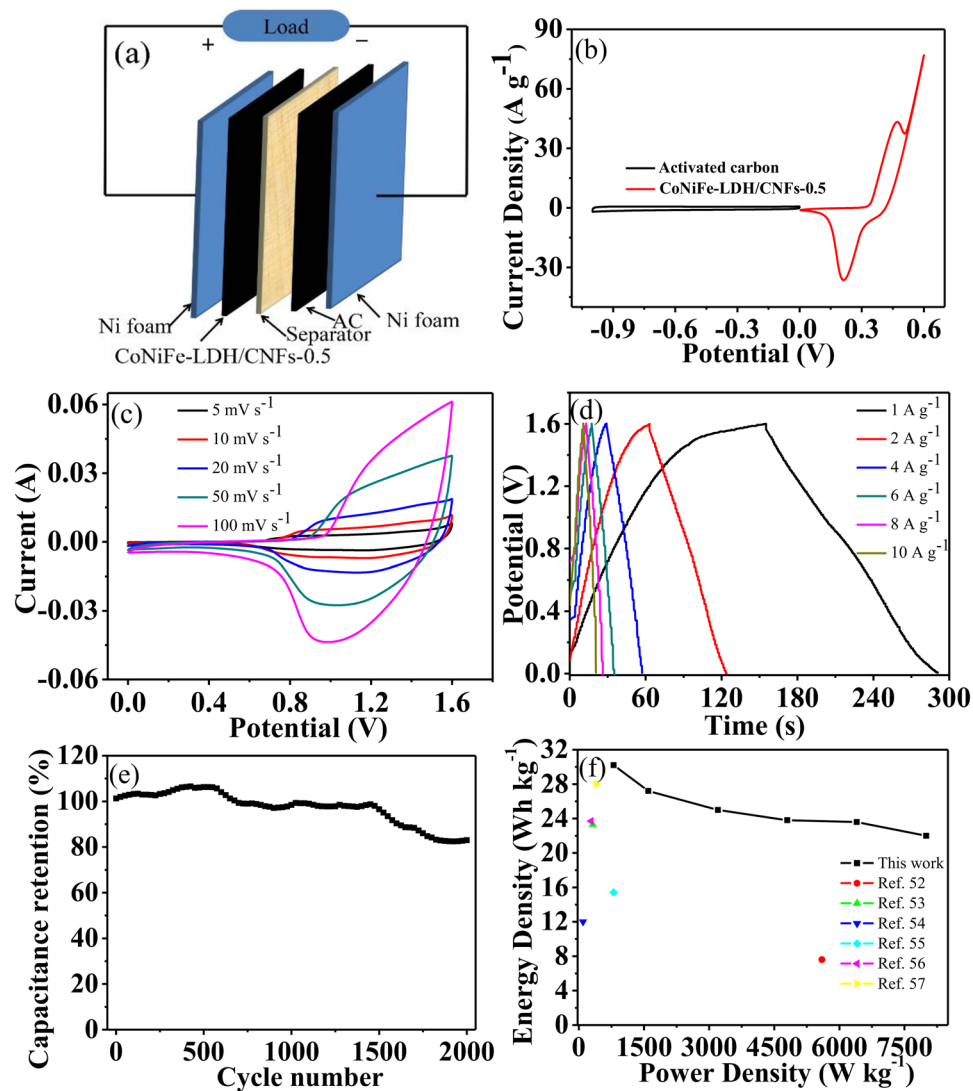 (a)
Load
+
−
Ni foam
CoNiFe-LDH/CNFs-0.5
Separator
AC
Ni foam
(b)
Current Density (A g⁻¹)
90
60
30
0
-30
Activated carbon
CoNiFe-LDH/CNFs-0.5
-0.9 -0.6 -0.3 0.0 0.3 0.6
Potential (V)
(c)
Current (A)
0.06
0.03
0.00
-0.03
-0.06
5 mV s⁻¹
10 mV s⁻¹
20 mV s⁻¹
50 mV s⁻¹
100 mV s⁻¹
0.0 0.4 0.8 1.2 1.6
Potential (V)
(d)
Potential (V)
1.6
1.2
0.8
0.4
0.0
1 A g⁻¹
2 A g⁻¹
4 A g⁻¹
6 A g⁻¹
8 A g⁻¹
10 A g⁻¹
0 60 120 180 240 300
Time (s)
(e)
Capacitance retention (%)
120
100
80
60
40
20
0
0 500 1000 1500 2000
Cycle number
(f)
Energy Density (Wh kg⁻¹)
32
28
24
20
16
12
8
4
0
This work
Ref. 52
Ref. 53
Ref. 54
Ref. 55
Ref. 56
Ref. 57
0 1500 3000 4500 6000 7500
Power Density (W kg⁻¹)